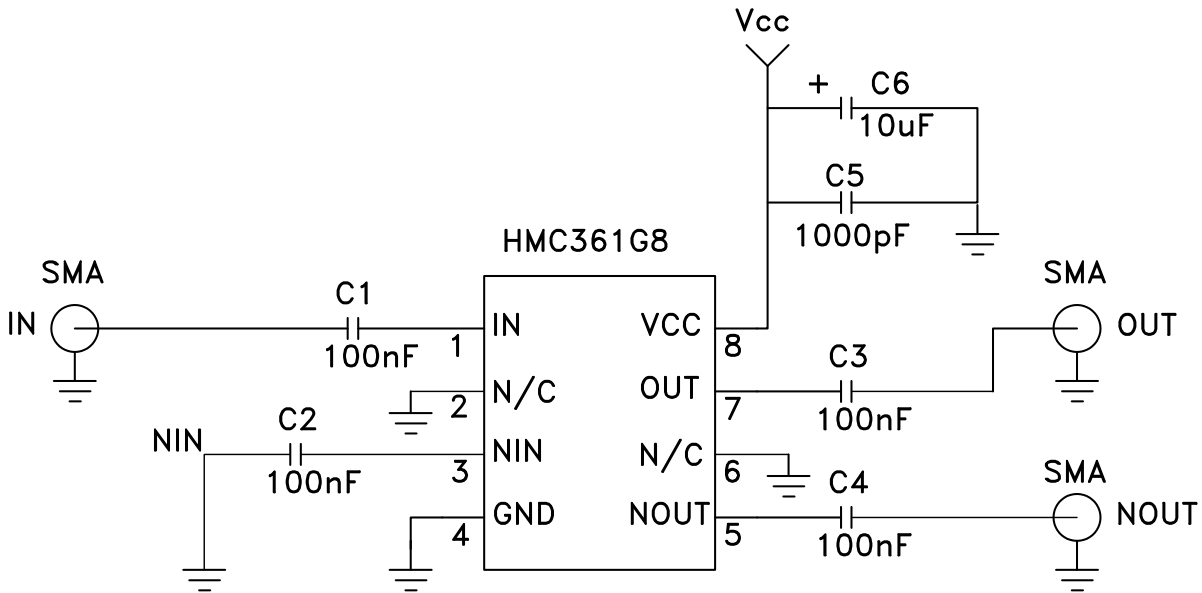 Vcc
+ C6
10uF
C5
1000pF
HMC361G8
SMA
IN
C1
100nF
1 IN
VCC 8
C3
100nF
SMA
OUT
2 N/C
OUT 7
NIN
C2
100nF
3 NIN
N/C 6
C4
100nF
SMA
NOUT
4 GND
NOUT 5